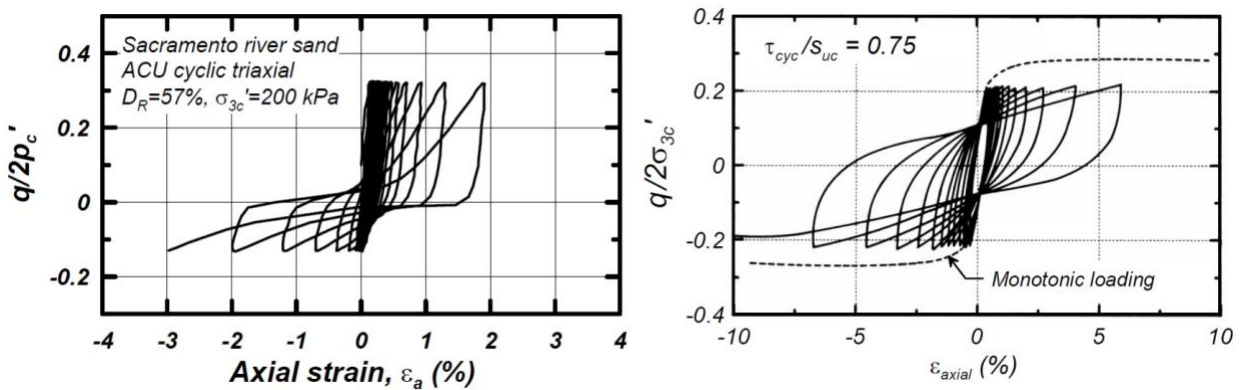 Sacramento river sand
ACU cyclic triaxial
D_R=57%, σ_3c'=200 kPa
q/2p_c'
0.4
0.2
0
-0.2
-4 -3 -2 -1 0 1 2 3 4
Axial strain, ε_a (%)
τ_cyc/s_uc = 0.75
q/2σ_3c'
0.4
0.2
0
-0.2
-0.4
Monotonic loading
-10 -5 0 5 10
ε_axial (%)